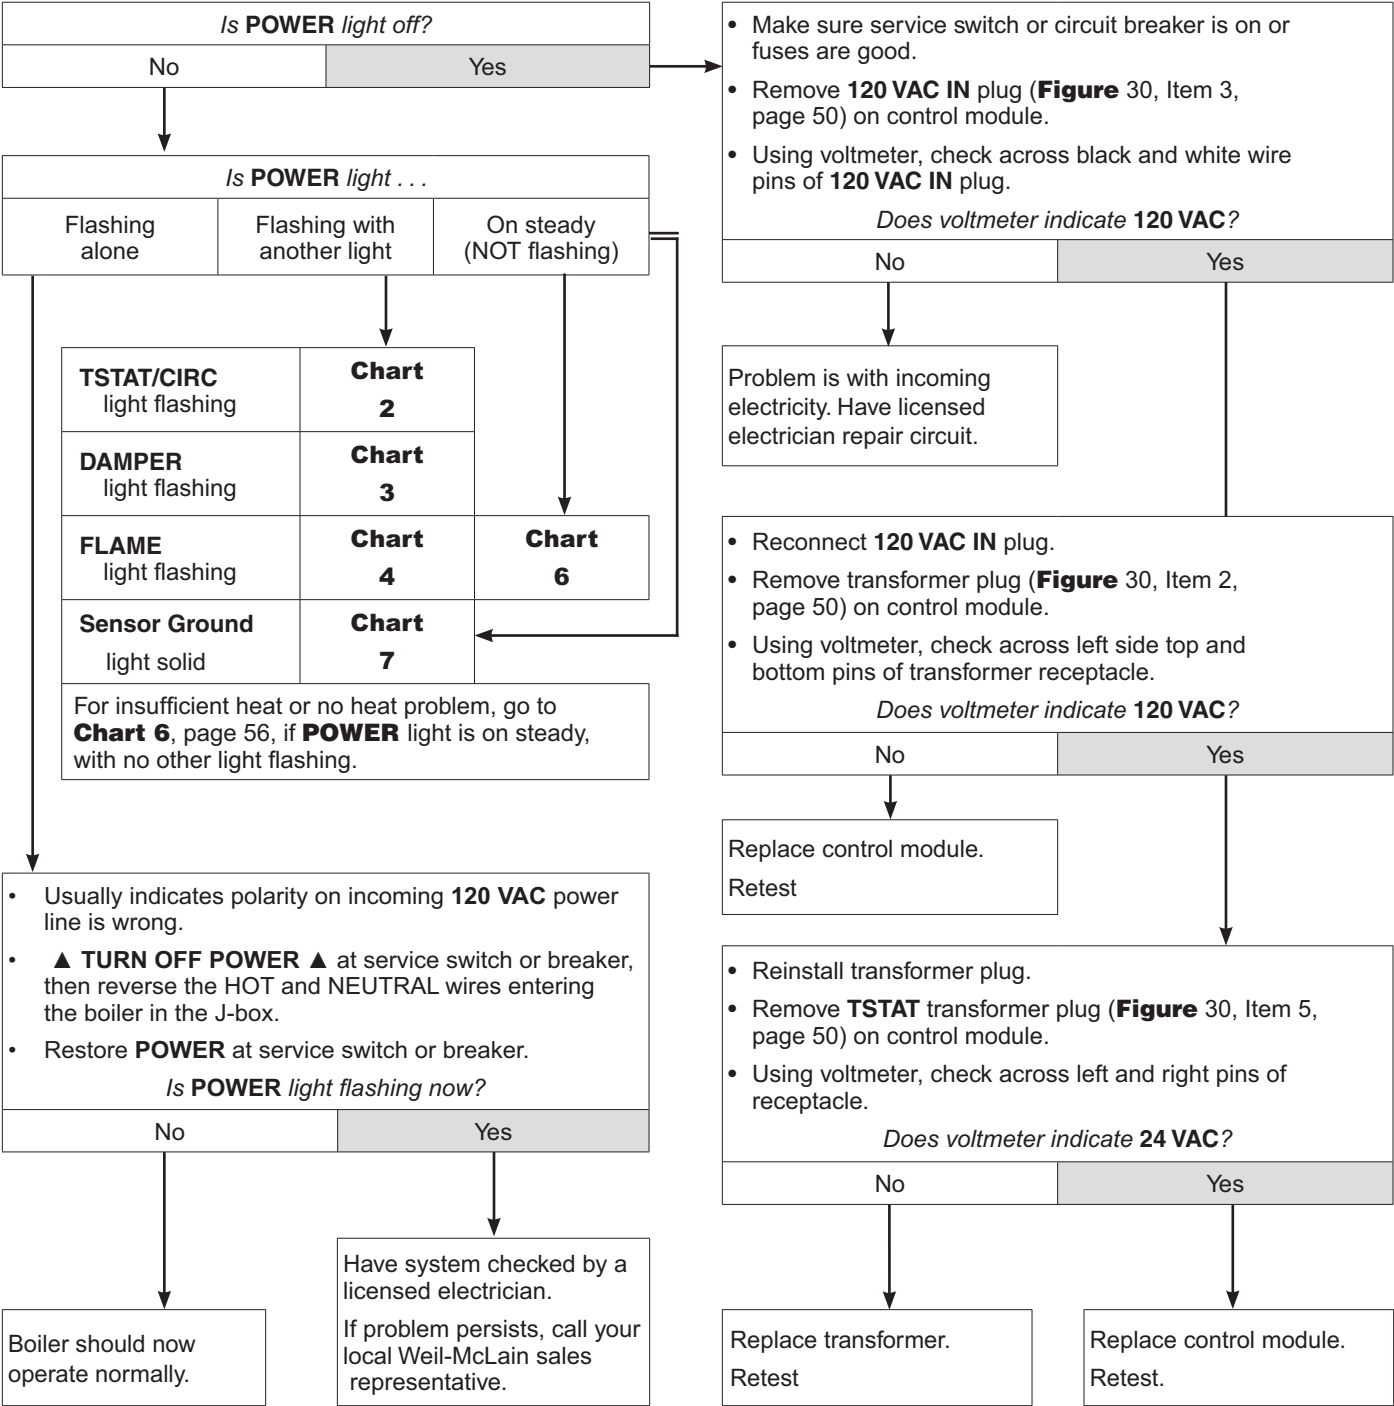 Is POWER light off?
No
Yes
Is POWER light . . .
Flashing
alone
Flashing with
another light
On steady
(NOT flashing)
TSTAT/CIRC
light flashing
Chart
2
DAMPER
light flashing
Chart
3
FLAME
light flashing
Chart
4
Chart
6
Sensor Ground
light solid
Chart
7
For insufficient heat or no heat problem, go to
Chart 6, page 56, if POWER light is on steady,
with no other light flashing.
• Usually indicates polarity on incoming 120 VAC power
line is wrong.
• ▲ TURN OFF POWER ▲ at service switch or breaker,
then reverse the HOT and NEUTRAL wires entering
the boiler in the J-box.
• Restore POWER at service switch or breaker.
Is POWER light flashing now?
No
Yes
Boiler should now
operate normally.
Have system checked by a
licensed electrician.
If problem persists, call your
local Weil-McLain sales
representative.
• Make sure service switch or circuit breaker is on or
fuses are good.
• Remove 120 VAC IN plug (Figure 30, Item 3,
page 50) on control module.
• Using voltmeter, check across black and white wire
pins of 120 VAC IN plug.
Does voltmeter indicate 120 VAC?
No
Yes
Problem is with incoming
electricity. Have licensed
electrician repair circuit.
• Reconnect 120 VAC IN plug.
• Remove transformer plug (Figure 30, Item 2,
page 50) on control module.
• Using voltmeter, check across left side top and
bottom pins of transformer receptacle.
Does voltmeter indicate 120 VAC?
No
Yes
Replace control module.
Retest
• Reinstall transformer plug.
• Remove TSTAT transformer plug (Figure 30, Item 5,
page 50) on control module.
• Using voltmeter, check across left and right pins of
receptacle.
Does voltmeter indicate 24 VAC?
No
Yes
Replace transformer.
Retest
Replace control module.
Retest.